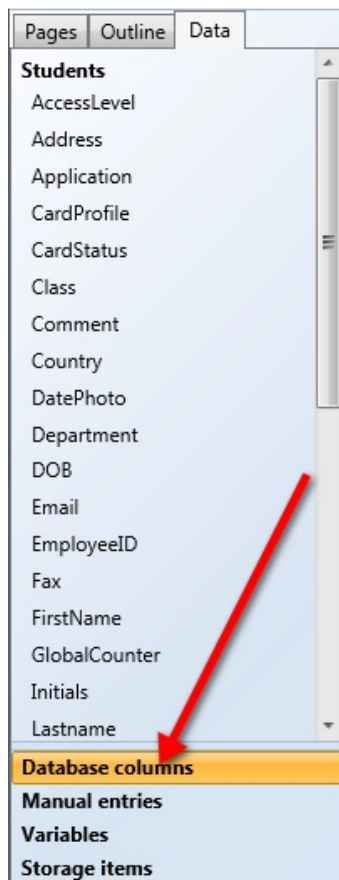 Pages Outline Data
Students
AccessLevel
Address
Application
CardProfile
CardStatus
Class
Comment
Country
DatePhoto
Department
DOB
Email
EmployeeID
Fax
FirstName
GlobalCounter
Initials
Lastname
Database columns
Manual entries
Variables
Storage items